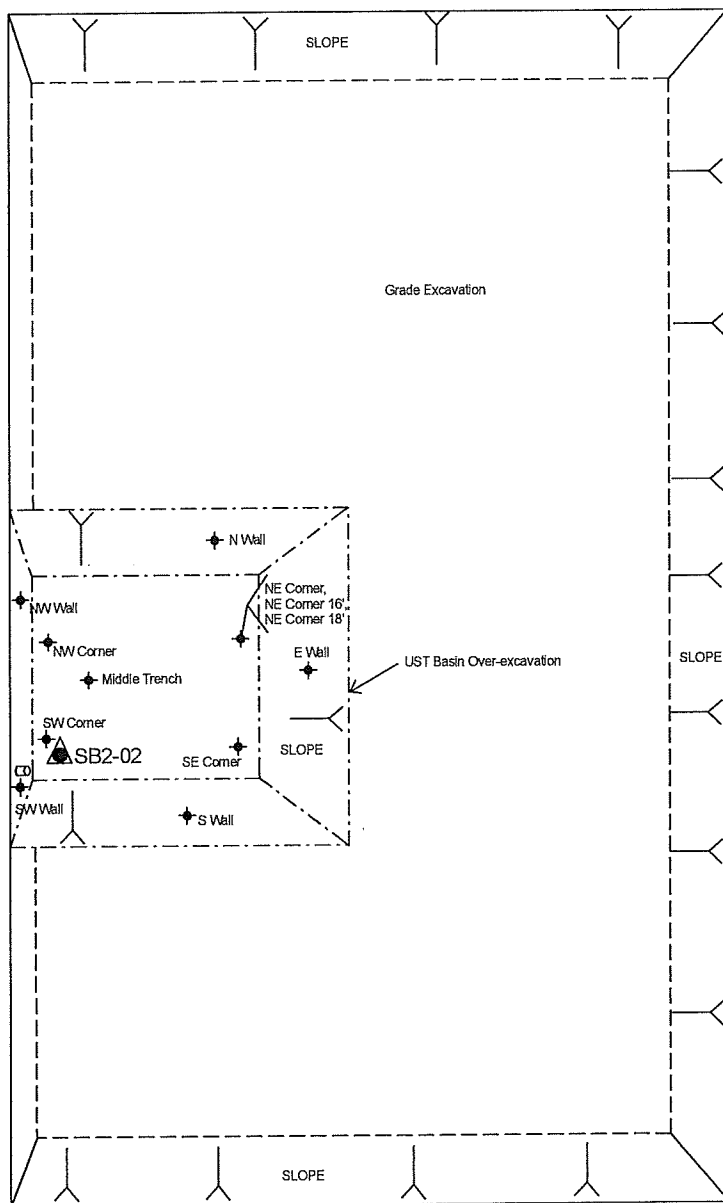 SLOPE
Grade Excavation
N Wall
NE Corner,
NE Corner 16'
NE Corner 18'
NW Wall
NW Corner
E Wall
UST Basin Over-excavation
Middle Trench
SLOPE
SW Corner
SB2-02
SE Corner
SLOPE
SW Wall
S Wall
SLOPE